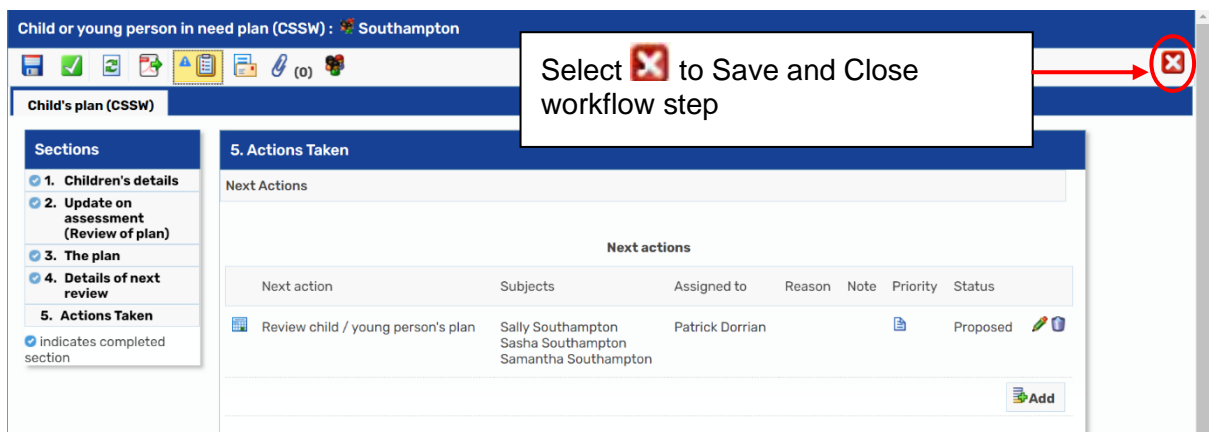 Child or young person in need plan (CSSW) : Southampton
(0)
Select to Save and Close
workflow step
Child's plan (CSSW)
Sections
1. Children's details
2. Update on
assessment
(Review of plan)
3. The plan
4. Details of next
review
5. Actions Taken
indicates completed
section
5. Actions Taken
Next Actions
Next actions
Next action Subjects Assigned to Reason Note Priority Status
Review child / young person's plan Sally Southampton Patrick Dorrian Proposed
Sasha Southampton
Samantha Southampton
Add